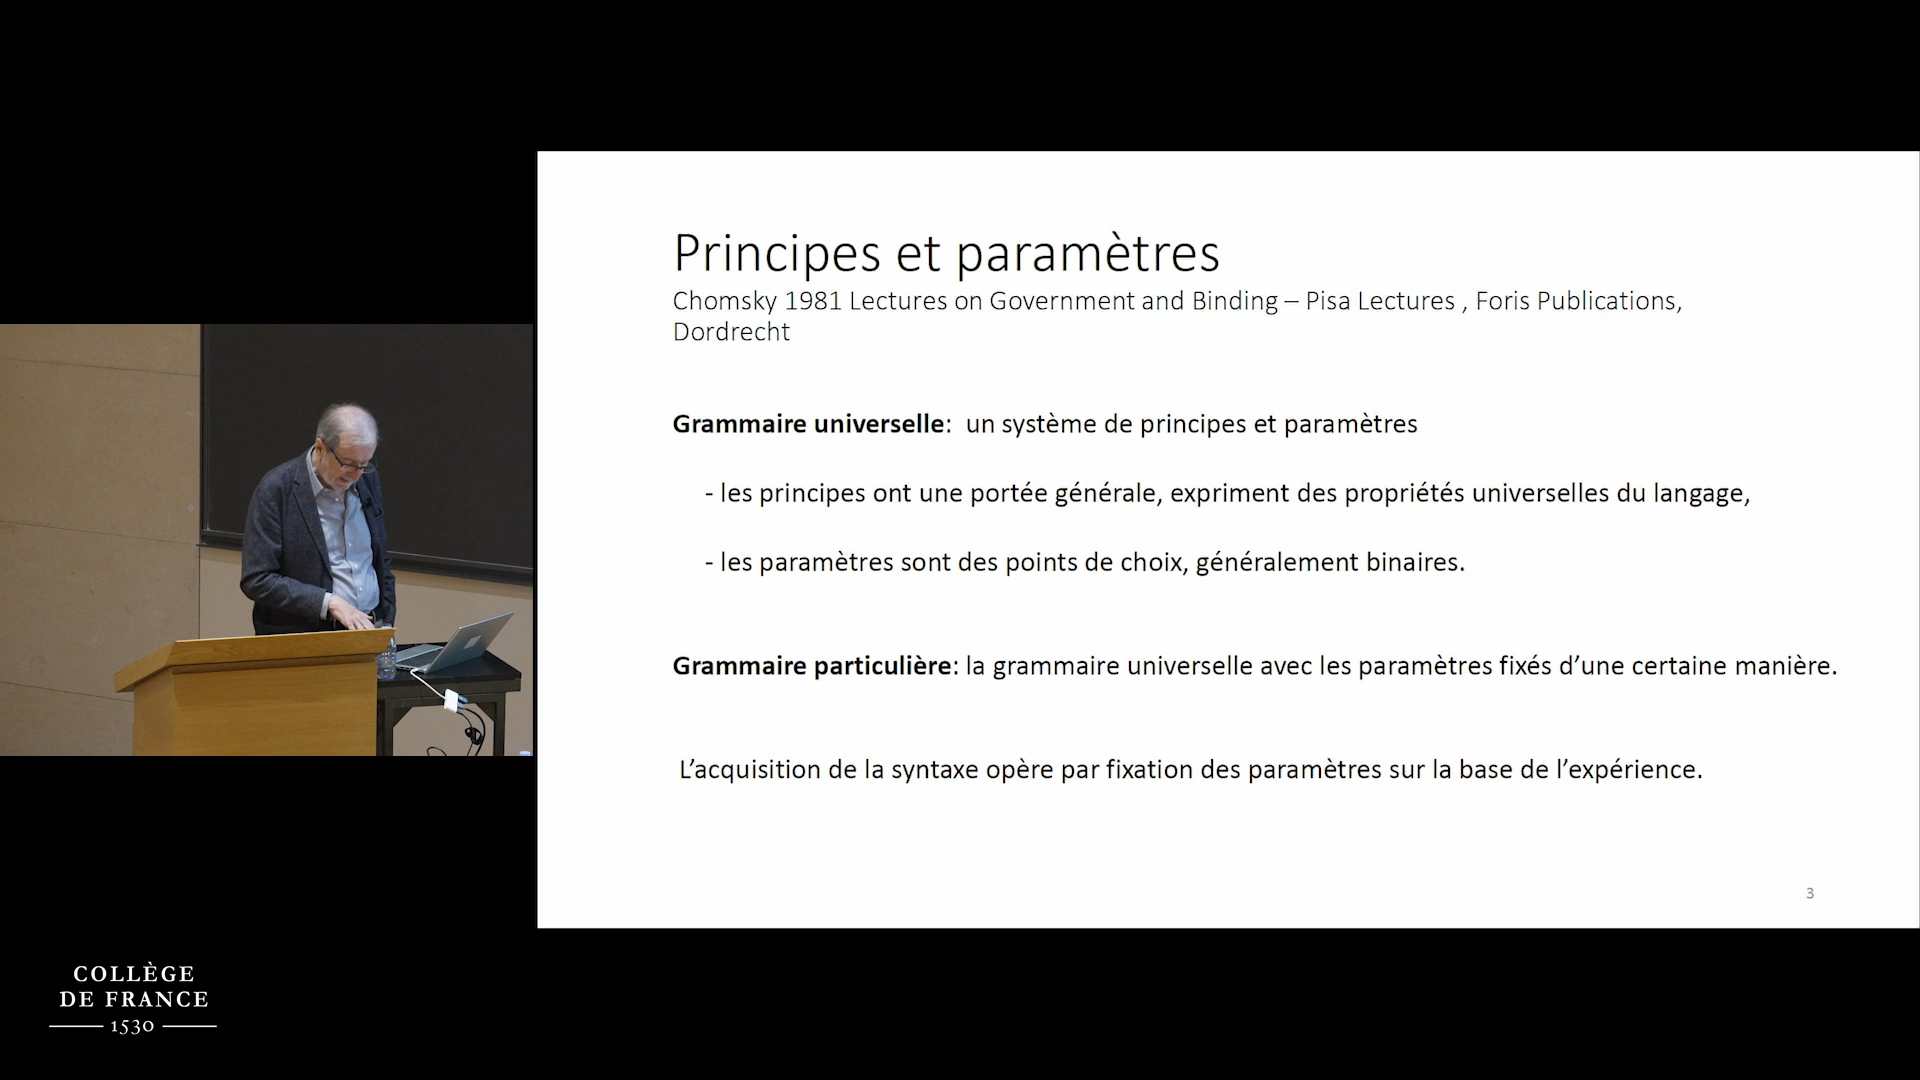 Principes et paramètres
Chomsky 1981 Lectures on Government and Binding – Pisa Lectures , Foris Publications,
Dordrecht
Grammaire universelle:  un système de principes et paramètres
- les principes ont une portée générale, expriment des propriétés universelles du langage,
- les paramètres sont des points de choix, généralement binaires.
Grammaire particulière: la grammaire universelle avec les paramètres fixés d’une certaine manière.
L’acquisition de la syntaxe opère par fixation des paramètres sur la base de l’expérience.
3
COLLÈGE
DE FRANCE
1530